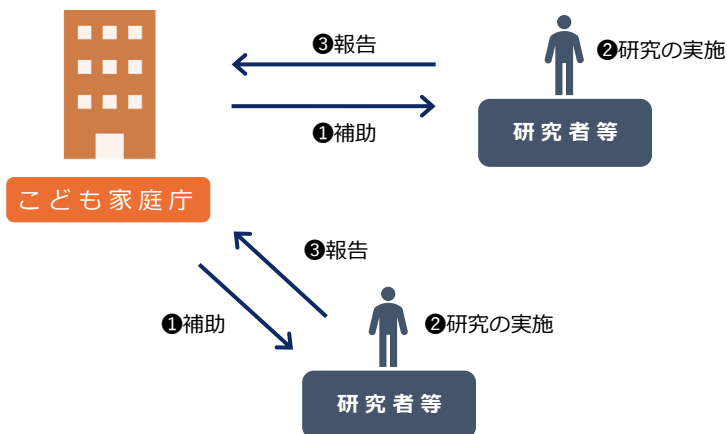 ❸報告
❷研究の実施
❶補助
研究者等
こども家庭庁
❸報告
❶補助
❷研究の実施
研究者等